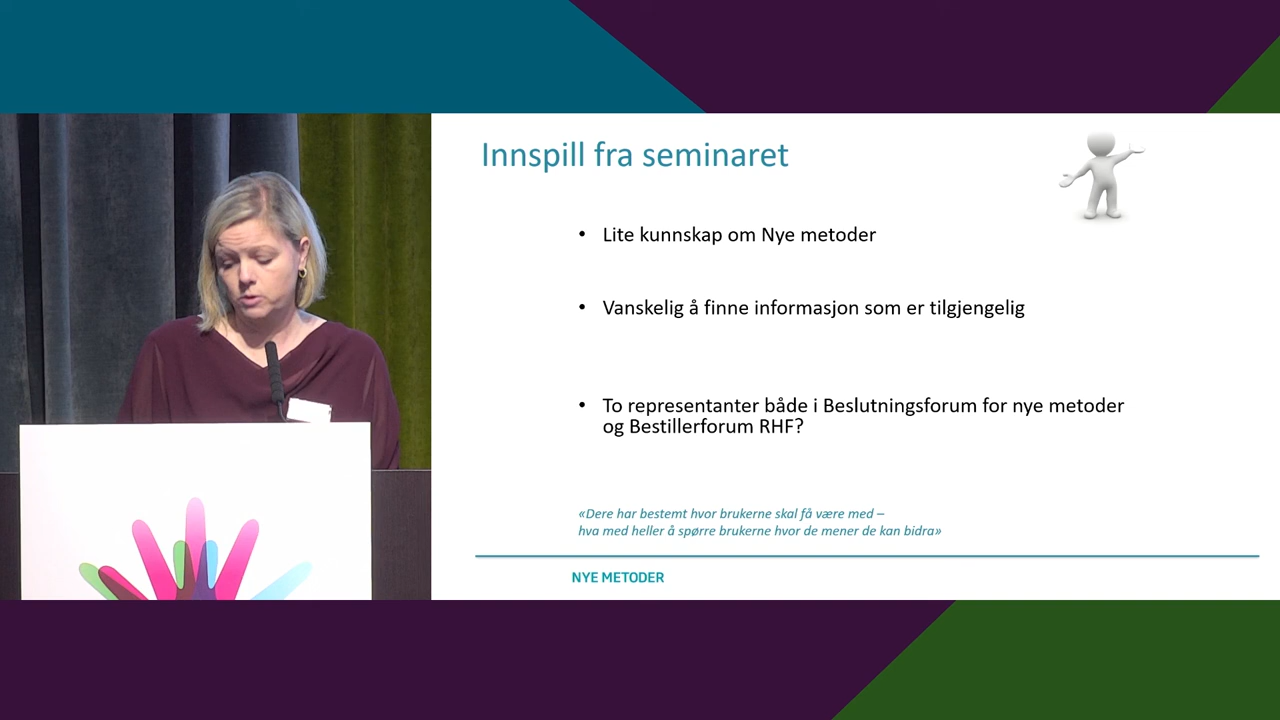 Innspill fra seminaret
• Lite kunnskap om Nye metoder
• Vanskelig å finne informasjon som er tilgjengelig
• To representanter både i Beslutningsforum for nye metoder
og Bestillerforum RHF?
«Dere har bestemt hvor brukerne skal få være med –
hva med heller å spørre brukerne hvor de mener de kan bidra»
NYE METODER